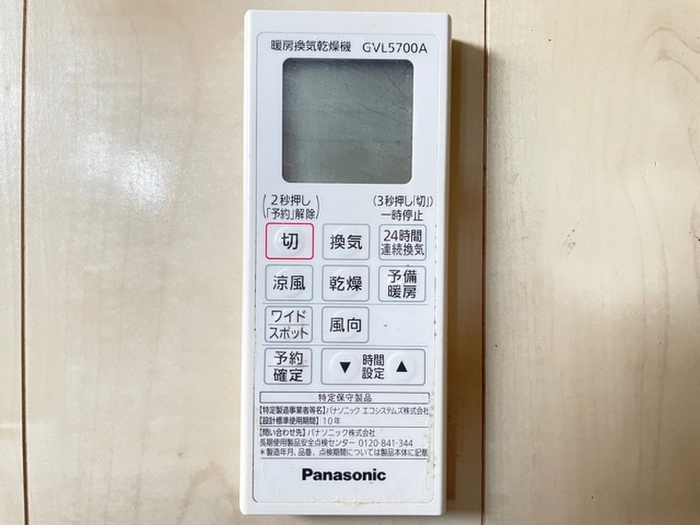 暖房換気乾燥機 GVL5700A
(2秒押し「予約」解除)
(3秒押し「切」)一時停止
切 換気 24時間連続換気
涼風 乾燥 予備暖房
ワイドスポット 風向
予約確定 ▼ 時間設定 ▲
特定保守製品
【特定製造事業者等名】パナソニック エコシステムズ株式会社
【設計標準使用期間】10年
【問い合わせ先】パナソニック株式会社
長期使用製品安全点検センター 0120-841-344
*製造年月、品番、点検期間については製品本体に記載
Panasonic